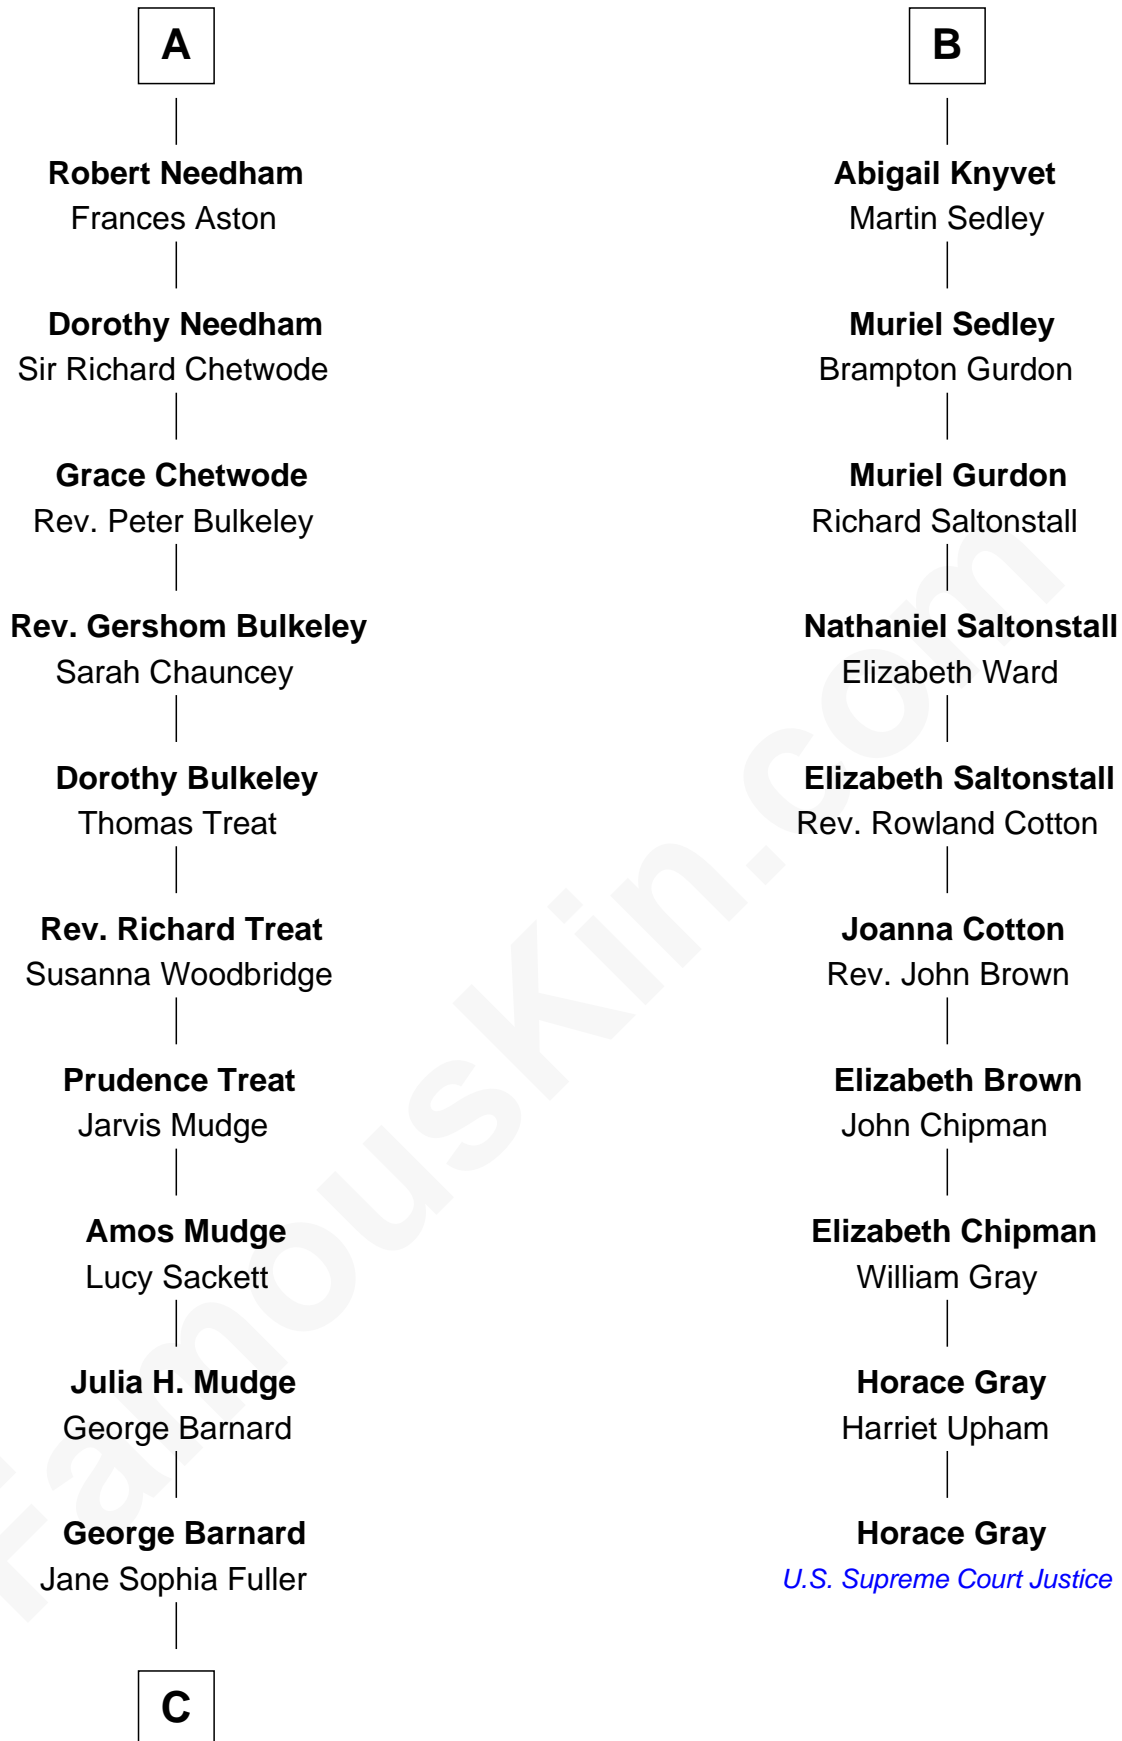 A
Robert Needham
Frances Aston
Dorothy Needham
Sir Richard Chetwode
Grace Chetwode
Rev. Peter Bulkeley
Rev. Gershom Bulkeley
Sarah Chauncey
Dorothy Bulkeley
Thomas Treat
Rev. Richard Treat
Susanna Woodbridge
Prudence Treat
Jarvis Mudge
Amos Mudge
Lucy Sackett
Julia H. Mudge
George Barnard
George Barnard
Jane Sophia Fuller
C
B
Abigail Knyvet
Martin Sedley
Muriel Sedley
Brampton Gurdon
Muriel Gurdon
Richard Saltonstall
Nathaniel Saltonstall
Elizabeth Ward
Elizabeth Saltonstall
Rev. Rowland Cotton
Joanna Cotton
Rev. John Brown
Elizabeth Brown
John Chipman
Elizabeth Chipman
William Gray
Horace Gray
Harriet Upham
Horace Gray
U.S. Supreme Court Justice
FamousKin.com